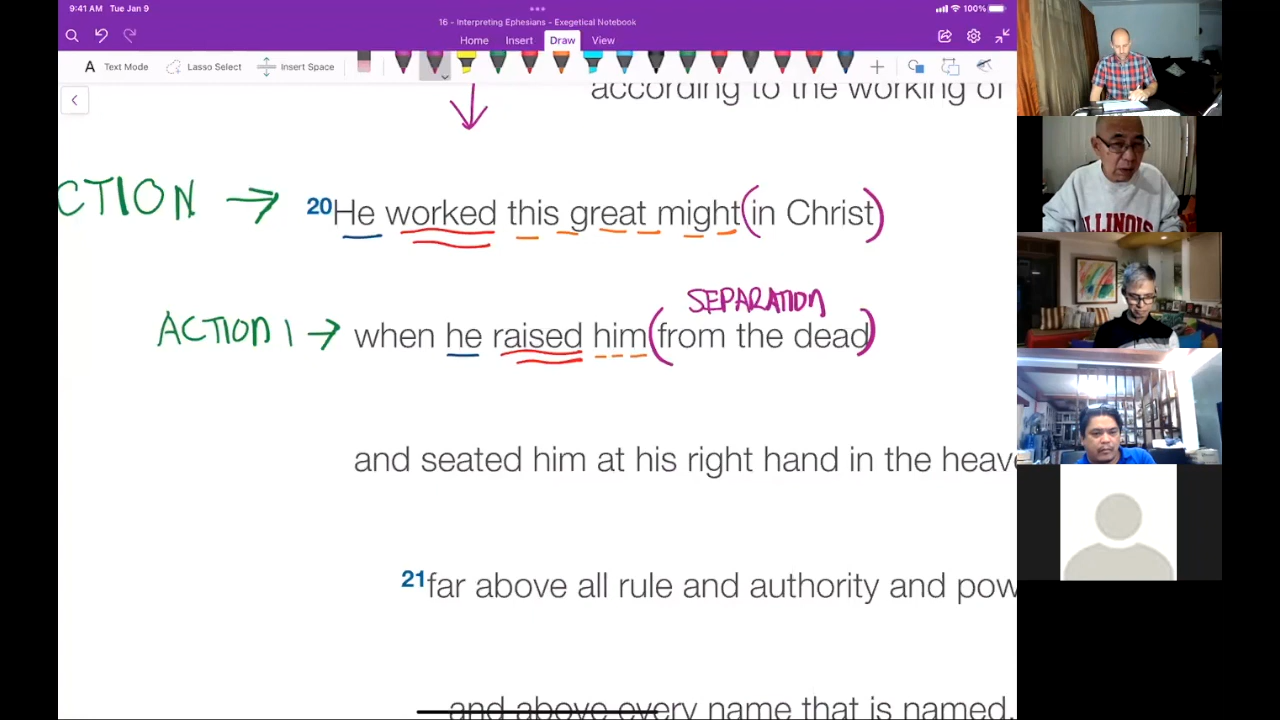 9:41 AM Tue Jan 9
100%
16 - Interpreting Ephesians - Exegetical Notebook
Home Insert Draw View
A Text Mode Lasso Select Insert Space
according to the working of
CTION → 20He worked this great might (in Christ)
SEPARATION
ACTION 1 → when he raised him (from the dead)
and seated him at his right hand in the heave
21far above all rule and authority and pow
and above every name that is named.
ILLINOIS